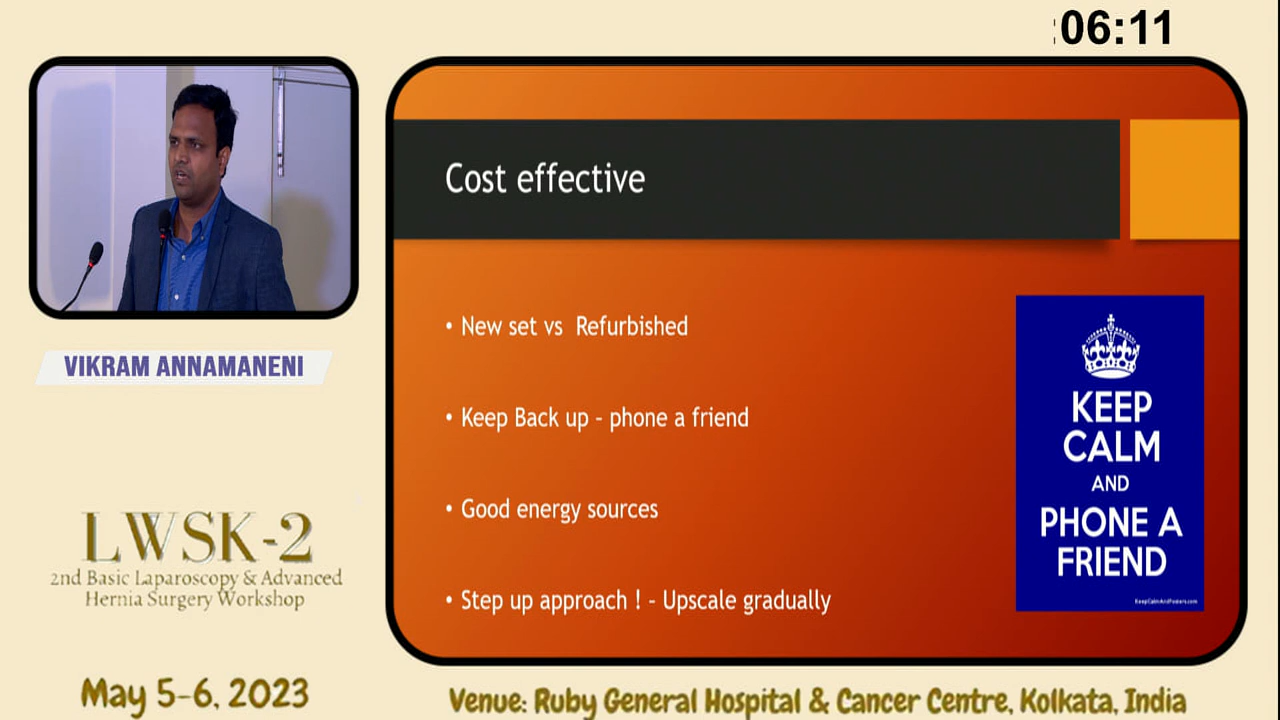 :06:11
VIKRAM ANNAMANENI
LWSK-2
2nd Basic Laparoscopy & Advanced
Hernia Surgery Workshop
May 5-6, 2023
Cost effective
• New set vs Refurbished
• Keep Back up – phone a friend
• Good energy sources
• Step up approach ! – Upscale gradually
KEEP
CALM
AND
PHONE A
FRIEND
KeepCalmAndPosters.com
Venue: Ruby General Hospital & Cancer Centre, Kolkata, India